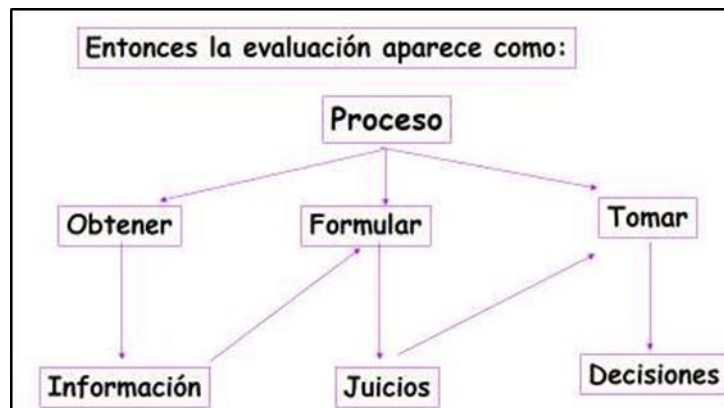 Entonces la evaluación aparece como:
Proceso
Obtener
Formular
Tomar
Información
Juicios
Decisiones